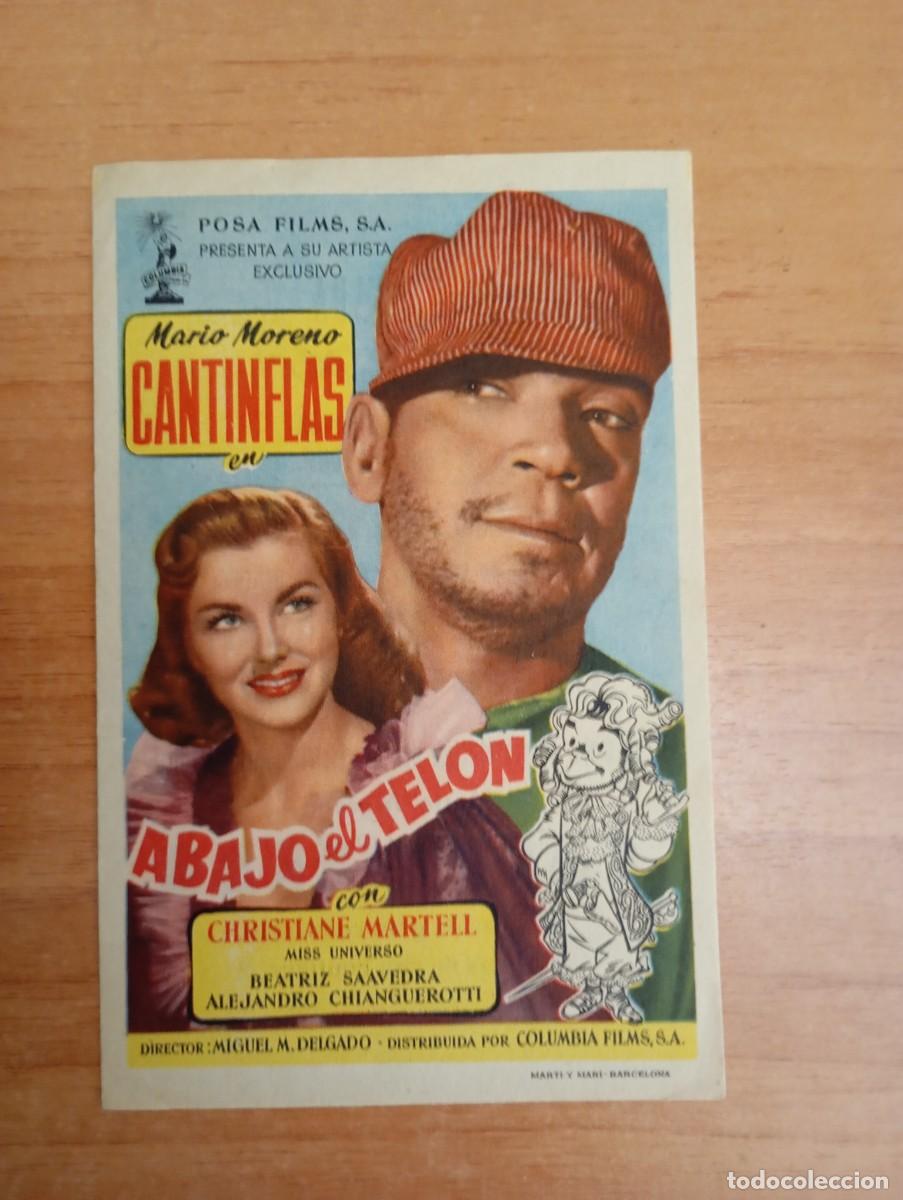 POSA FILMS, S.A.
PRESENTA A SU ARTISTA
EXCLUSIVO
COLUMBIA
Mario Moreno
CANTINFLAS
en
ABAJO el TELON
con
CHRISTIANE MARTELL
MISS UNIVERSO
BEATRIZ SAAVEDRA
ALEJANDRO CHIANGUEROTTI
DIRECTOR: MIGUEL M. DELGADO - DISTRIBUIDA POR COLUMBIA FILMS, S.A.
MARTI Y MARI - BARCELONA
todocoleccion